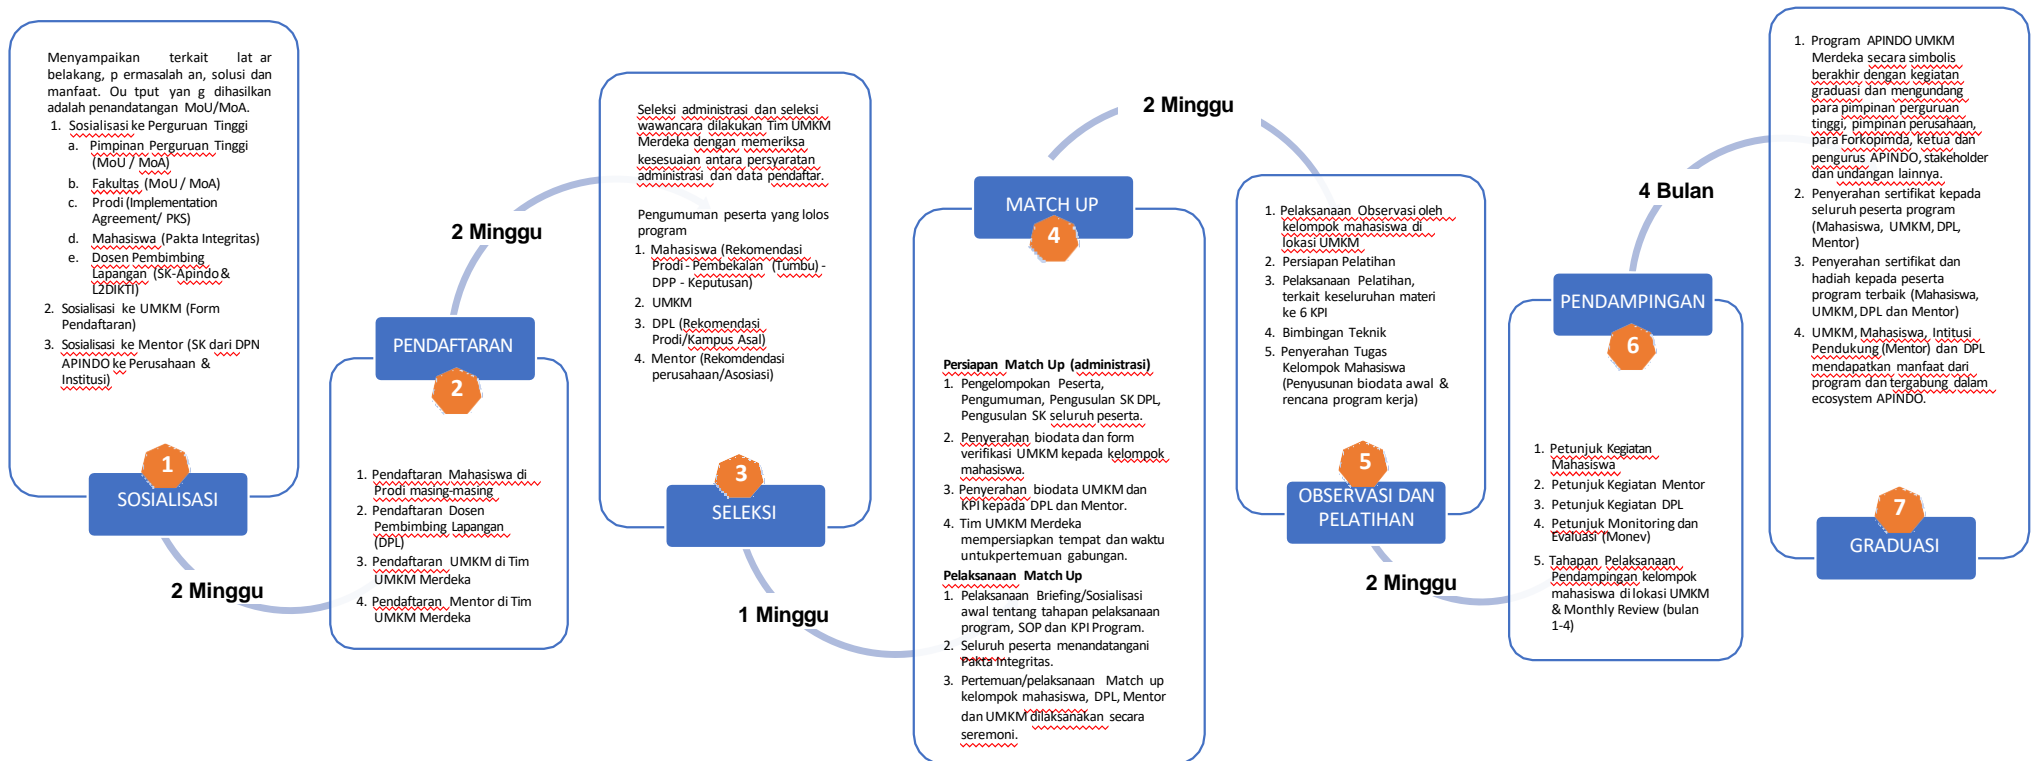 Menyampaikan terkait lat ar
belakang, p ermasalah an, solusi dan
manfaat. Ou tput yan g dihasilkan
adalah penandatangan MoU/MoA.
1. Sosialisasi ke Perguruan Tinggi
a. Pimpinan Perguruan Tinggi
(MoU / MoA)
b. Fakultas (MoU / MoA)
c. Prodi (Implementation
Agreement/ PKS)
d. Mahasiswa (Pakta Integritas)
e. Dosen Pembimbing
Lapangan (SK-Apindo &
L2DIKTI)
2. Sosialisasi ke UMKM (Form
Pendaftaran)
3. Sosialisasi ke Mentor (SK dari DPN
APINDO ke Perusahaan &
Institusi)
1
SOSIALISASI
2 Minggu
PENDAFTARAN
2
1. Pendaftaran Mahasiswa di
Prodi masing-masing
2. Pendaftaran Dosen
Pembimbing Lapangan
(DPL)
3. Pendaftaran UMKM di Tim
UMKM Merdeka
4. Pendaftaran Mentor di Tim
UMKM Merdeka
2 Minggu
Seleksi administrasi dan seleksi
wawancara dilakukan Tim UMKM
Merdeka dengan memeriksa
kesesuaian antara persyaratan
administrasi dan data pendaftar.
Pengumuman peserta yang lolos
program
1. Mahasiswa (Rekomendasi
Prodi - Pembekalan (Tumbu) -
DPP - Keputusan)
2. UMKM
3. DPL (Rekomendasi
Prodi/Kampus Asal)
4. Mentor (Rekomdendasi
perusahaan/Asosiasi)
3
SELEKSI
1 Minggu
MATCH UP
4
Persiapan Match Up (administrasi)
1. Pengelompokan Peserta,
Pengumuman, Pengusulan SK DPL,
Pengusulan SK seluruh peserta.
2. Penyerahan biodata dan form
verifikasi UMKM kepada kelompok
mahasiswa.
3. Penyerahan biodata UMKM dan
KPI kepada DPL dan Mentor.
4. Tim UMKM Merdeka
mempersiapkan tempat dan waktu
untukpertemuan gabungan.
Pelaksanaan Match Up
1. Pelaksanaan Briefing/Sosialisasi
awal tentang tahapan pelaksanaan
program, SOP dan KPI Program.
2. Seluruh peserta menandatangani
Pakta Integritas.
3. Pertemuan/pelaksanaan Match up
kelompok mahasiswa, DPL, Mentor
dan UMKM dilaksanakan secara
seremoni.
2 Minggu
1. Pelaksanaan Observasi oleh
kelompok mahasiswa di
lokasi UMKM
2. Persiapan Pelatihan
3. Pelaksanaan Pelatihan,
terkait keseluruhan materi
ke 6 KPI
4. Bimbingan Teknik
5. Penyerahan Tugas
Kelompok Mahasiswa
(Penyusunan biodata awal &
rencana program kerja)
5
OBSERVASI DAN
PELATIHAN
2 Minggu
PENDAMPINGAN
6
1. Petunjuk Kegiatan
Mahasiswa
2. Petunjuk Kegiatan Mentor
3. Petunjuk Kegiatan DPL
4. Petunjuk Monitoring dan
Evaluasi (Monev)
5. Tahapan Pelaksanaan
Pendampingan kelompok
mahasiswa di lokasi UMKM
& Monthly Review (bulan
1-4)
4 Bulan
1. Program APINDO UMKM
Merdeka secara simbolis
berakhir dengan kegiatan
graduasi dan mengundang
para pimpinan perguruan
tinggi, pimpinan perusahaan,
para Forkopimda, ketua dan
pengurus APINDO, stakeholder
dan undangan lainnya.
2. Penyerahan sertifikat kepada
seluruh peserta program
(Mahasiswa, UMKM, DPL,
Mentor)
3. Penyerahan sertifikat dan
hadiah kepada peserta
program terbaik (Mahasiswa,
UMKM, DPL dan Mentor)
4. UMKM, Mahasiswa, Intitusi
Pendukung (Mentor) dan DPL
mendapatkan manfaat dari
program dan tergabung dalam
ecosystem APINDO.
7
GRADUASI